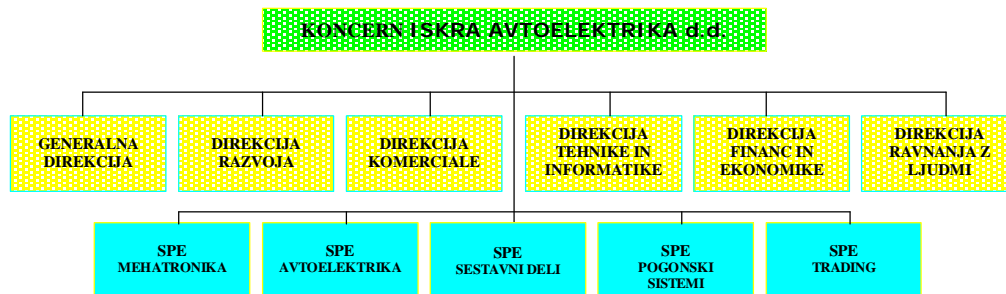 KONCERN ISKRA AVTOELEKTRIKA d.d.
GENERALNA
DIREKCIJA
DIREKCIJA
RAZVOJA
DIREKCIJA
KOMERCIALE
DIREKCIJA
TEHNIKE IN
INFORMATIKE
DIREKCIJA
FINANC IN
EKONOMIKE
DIREKCIJA
RAVNANJA Z
LJUDMI
SPE
MEHATRONIKA
SPE
AVTOELEKTRIKA
SPE
SESTAVNI DELI
SPE
POGONSKI
SISTEMI
SPE
TRADING